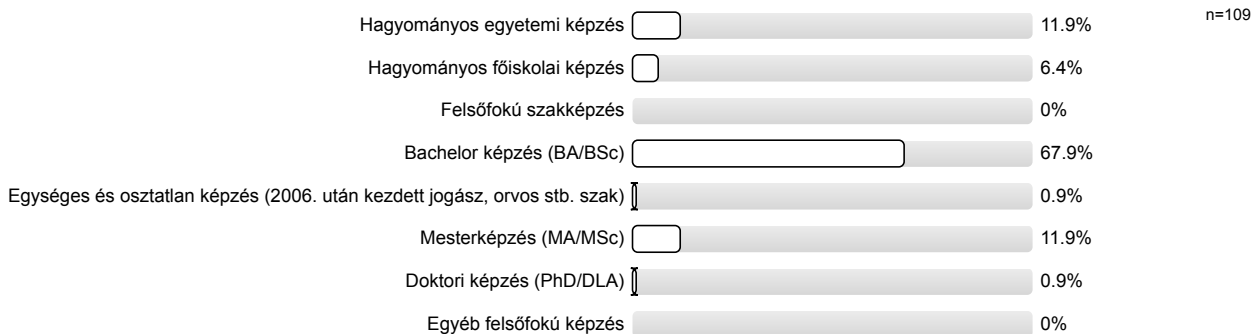 Hagyományos egyetemi képzés 11.9% n=109
Hagyományos főiskolai képzés 6.4%
Felsőfokú szakképzés 0%
Bachelor képzés (BA/BSc) 67.9%
Egységes és osztatlan képzés (2006. után kezdett jogász, orvos stb. szak) 0.9%
Mesterképzés (MA/MSc) 11.9%
Doktori képzés (PhD/DLA) 0.9%
Egyéb felsőfokú képzés 0%